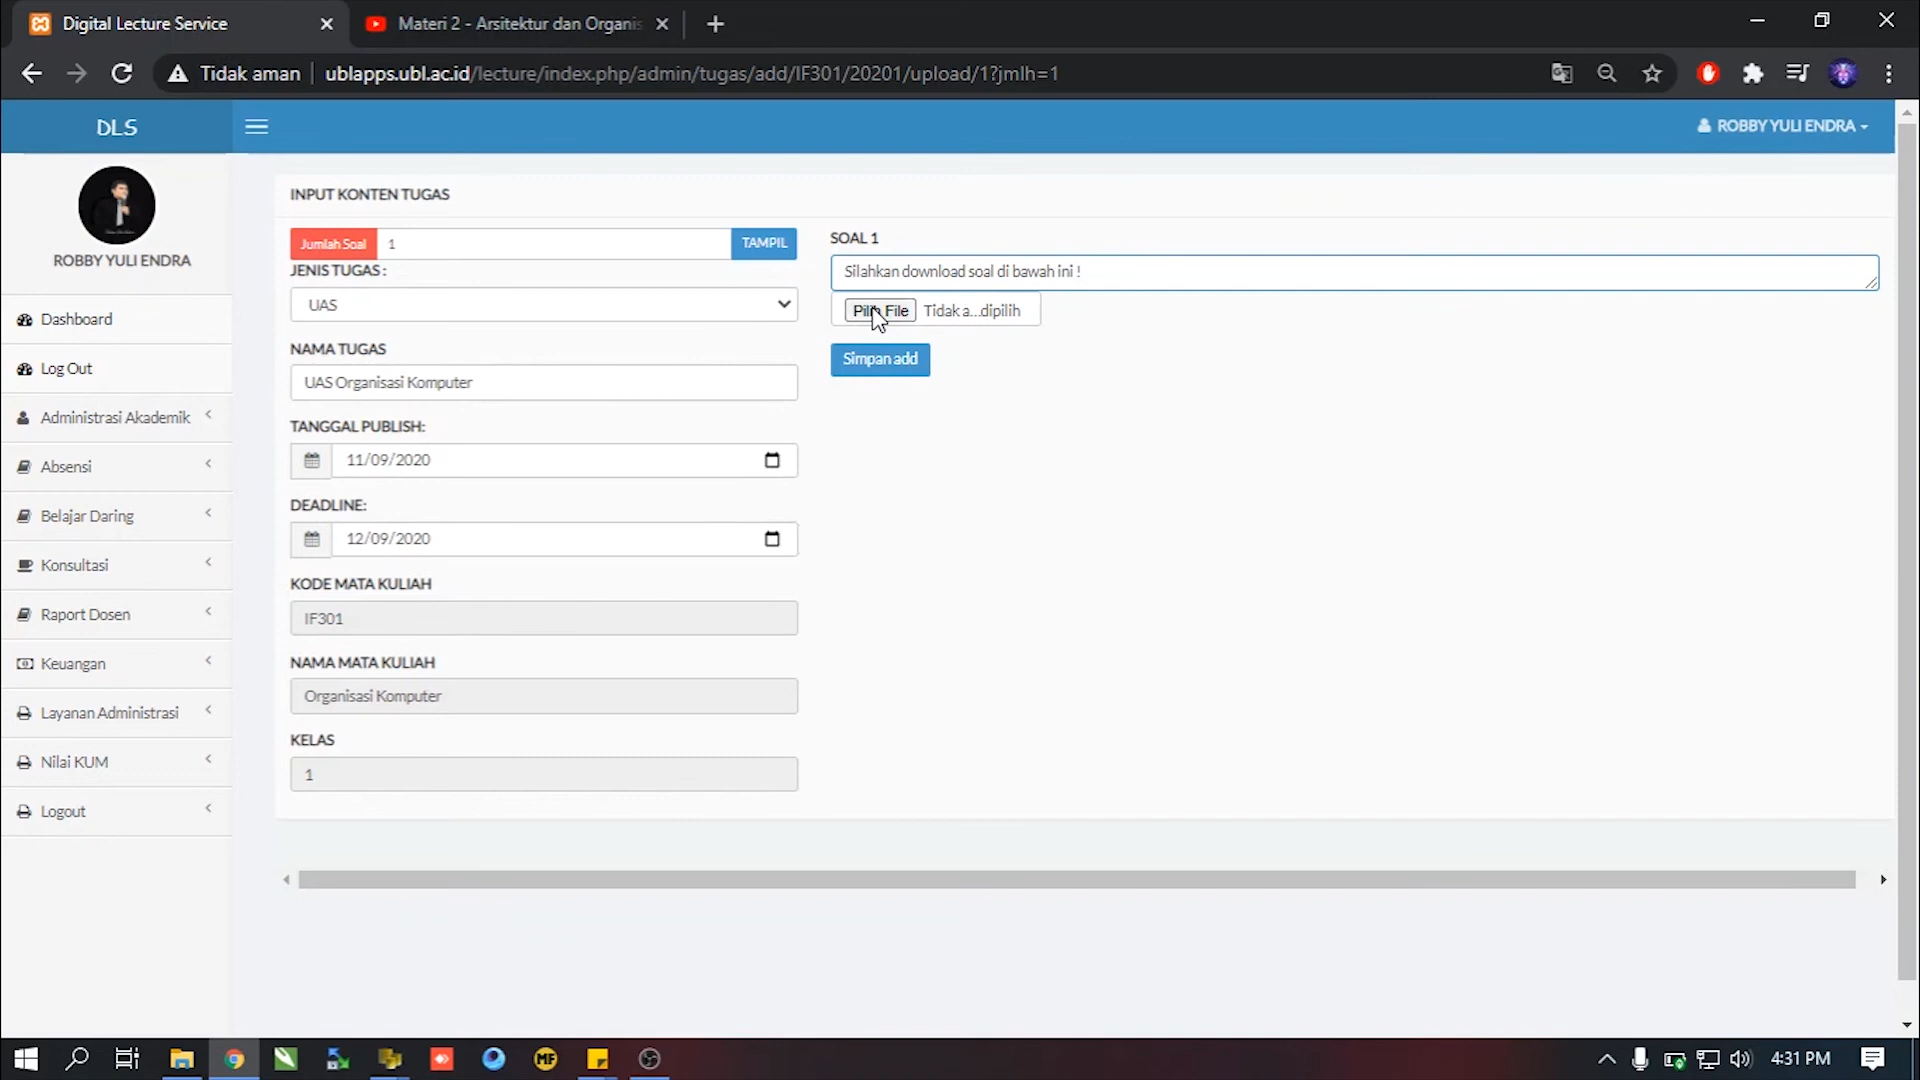 Digital Lecture Service
Materi 2 - Arsitektur dan Organis
Tidak aman
ublapps.ubl.ac.id/lecture/index.php/admin/tugas/add/IF301/20201/upload/1?jmlh=1
DLS
ROBBY YULI ENDRA
ROBBY YULI ENDRA
Dashboard
Log Out
Administrasi Akademik
Absensi
Belajar Daring
Konsultasi
Raport Dosen
Keuangan
Layanan Administrasi
Nilai KUM
Logout
INPUT KONTEN TUGAS
Jumlah Soal
1
TAMPIL
JENIS TUGAS :
UAS
NAMA TUGAS
UAS Organisasi Komputer
TANGGAL PUBLISH:
11/09/2020
DEADLINE:
12/09/2020
KODE MATA KULIAH
IF301
NAMA MATA KULIAH
Organisasi Komputer
KELAS
1
SOAL 1
Silahkan download soal di bawah ini !
Pilih File
Tidak a...dipilih
Simpan add
MF
4:31 PM